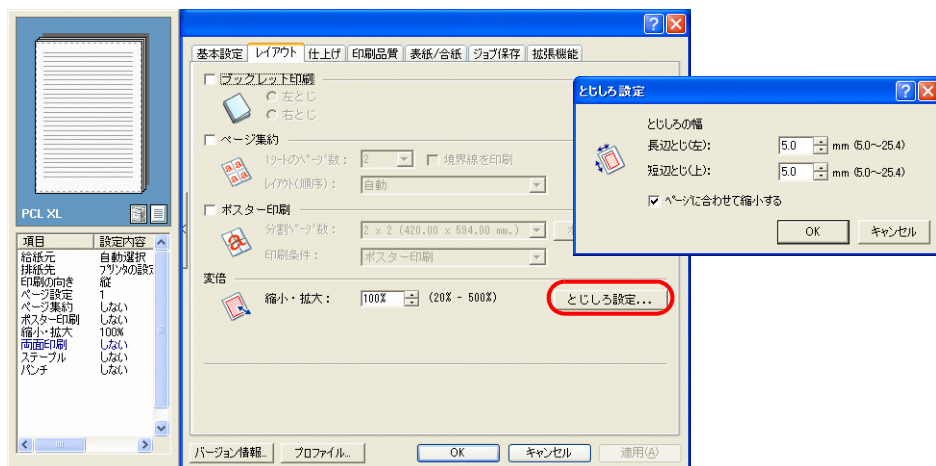 基本設定 レイアウト 仕上げ 印刷品質 表紙/合紙 ジョブ保存 拡張機能
ブックレット印刷
左とじ
右とじ
ページ集約
1シートのページ数: 2 境界線を印刷
レイアウト(順序): 自動
ポスター印刷
分割ページ数: 2 x 2 (420.00 x 594.00 mm.)
印刷条件: ポスター印刷
変倍
縮小・拡大: 100% (20% - 500%) とじしろ設定...
バージョン情報... プロファイル... OK キャンセル 適用(A)
PCL XL
項目 設定内容
給紙元 自動選択
排紙先 プリンタの設定
印刷の向き 縦
ページ設定 1
ページ集約 しない
ポスター印刷 しない
縮小・拡大 100%
両面印刷 しない
ステープル しない
パンチ しない
とじしろ設定
とじしろの幅
長辺とじ(左): 5.0 mm (5.0～25.4)
短辺とじ(上): 5.0 mm (5.0～25.4)
ページに合わせて縮小する
OK キャンセル